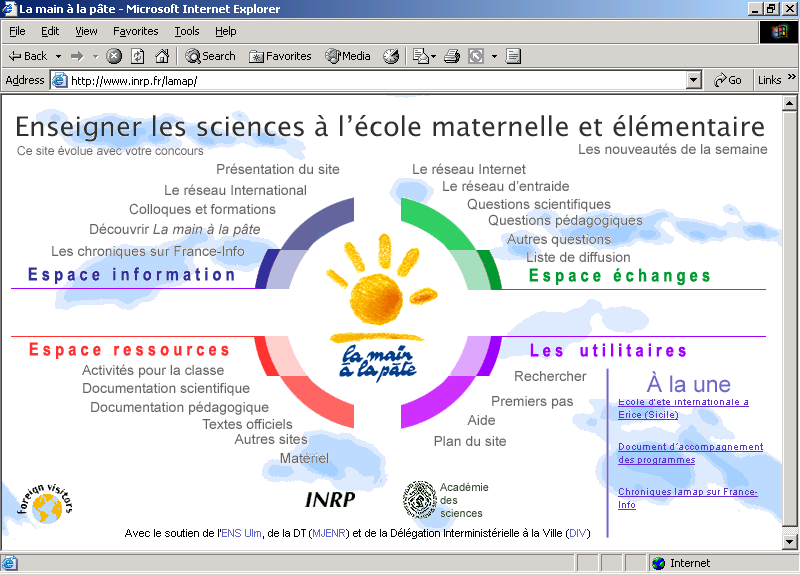 La main à la pâte - Microsoft Internet Explorer
File Edit View Favorites Tools Help
Back Search Favorites Media
Address http://www.inrp.fr/lamap/ Go Links »
Enseigner les sciences à l'école maternelle et élémentaire
Ce site évolue avec votre concours
Les nouveautés de la semaine
Présentation du site
Le réseau International
Colloques et formations
Découvrir La main à la pâte
Les chroniques sur France-Info
Espace information
Le réseau Internet
Le réseau d'entraide
Questions scientifiques
Questions pédagogiques
Autres questions
Liste de diffusion
Espace échanges
la main
à la pâte
Espace ressources
Activités pour la classe
Documentation scientifique
Documentation pédagogique
Textes officiels
Autres sites
Matériel
Les utilitaires
Rechercher
Premiers pas
Aide
Plan du site
À la une
Ecole d'été internationale à
Erice (Sicile)
Document d'accompagnement
des programmes
Chroniques lamap sur France-
Info
foreign visitors
INRP
Académie
des
sciences
Avec le soutien de l'ENS Ulm, de la DT (MJENR) et de la Délégation Interministérielle à la Ville (DIV)
Internet